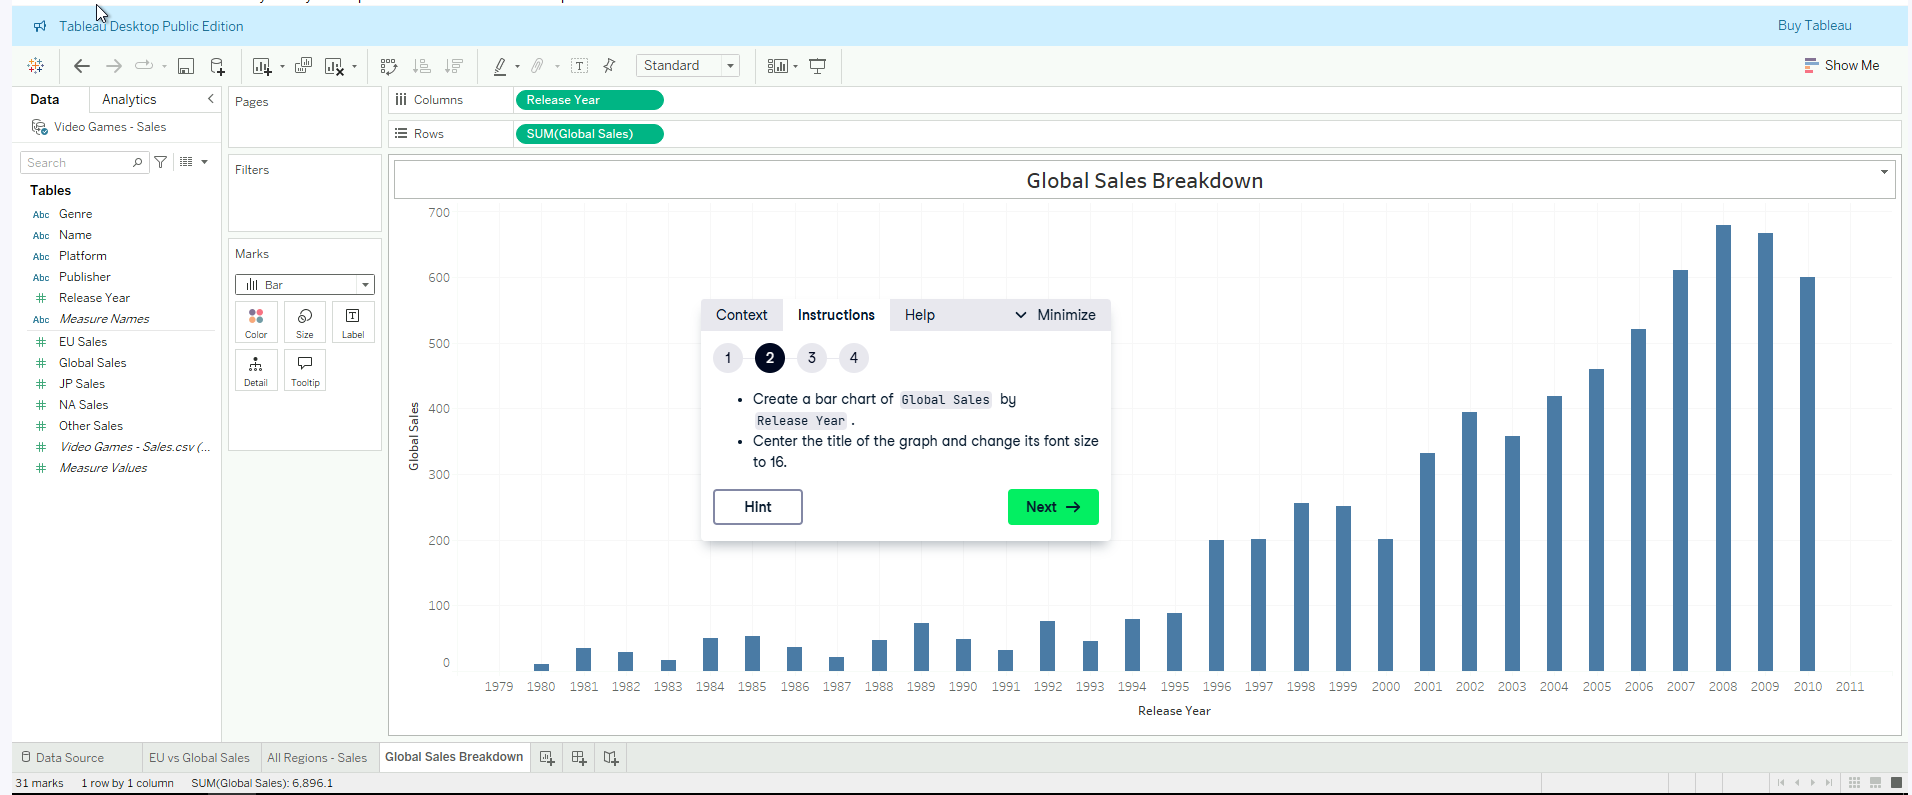 Tableau Desktop Public Edition
Buy Tableau
Standard
Show Me
Data
Analytics
Video Games - Sales
Search
Tables
Abc Genre
Abc Name
Abc Platform
Abc Publisher
Release Year
Abc Measure Names
EU Sales
Global Sales
JP Sales
NA Sales
Other Sales
Video Games - Sales.csv (...
Measure Values
Pages
Filters
Marks
Bar
Color
Size
Label
Detail
Tooltip
Columns
Release Year
Rows
SUM(Global Sales)
Global Sales Breakdown
700
600
500
400
300
200
100
0
Global Sales
1979 1980 1981 1982 1983 1984 1985 1986 1987 1988 1989 1990 1991 1992 1993 1994 1995 1996 1997 1998 1999 2000 2001 2002 2003 2004 2005 2006 2007 2008 2009 2010 2011
Release Year
Context
Instructions
Help
Minimize
1 2 3 4
• Create a bar chart of Global Sales by
Release Year .
• Center the title of the graph and change its font size
to 16.
Hint
Next →
Data Source
EU vs Global Sales
All Regions - Sales
Global Sales Breakdown
31 marks
1 row by 1 column
SUM(Global Sales): 6,896.1